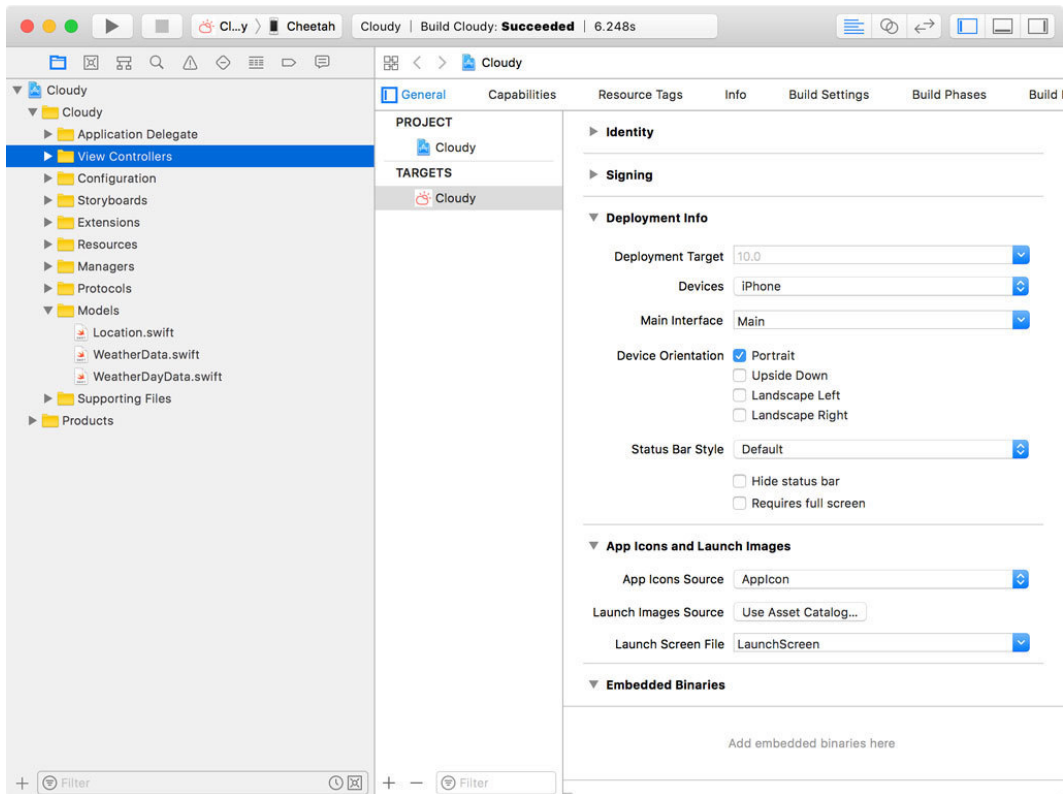 Cl...y
Cheetah
Cloudy | Build Cloudy: Succeeded | 6.248s
Cloudy
Cloudy
Application Delegate
View Controllers
Configuration
Storyboards
Extensions
Resources
Managers
Protocols
Models
Location.swift
WeatherData.swift
WeatherDayData.swift
Supporting Files
Products
Filter
Cloudy
General Capabilities Resource Tags Info Build Settings Build Phases Build
PROJECT
Cloudy
TARGETS
Cloudy
Filter
Identity
Signing
Deployment Info
Deployment Target 10.0
Devices iPhone
Main Interface Main
Device Orientation Portrait
Upside Down
Landscape Left
Landscape Right
Status Bar Style Default
Hide status bar
Requires full screen
App Icons and Launch Images
App Icons Source AppIcon
Launch Images Source Use Asset Catalog...
Launch Screen File LaunchScreen
Embedded Binaries
Add embedded binaries here